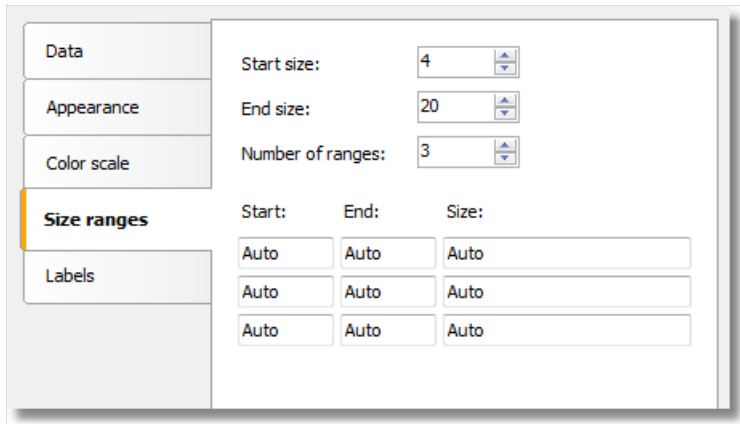 Data
Appearance
Color scale
Size ranges
Labels
Start size: 4
End size: 20
Number of ranges: 3
Start: End: Size:
Auto Auto Auto
Auto Auto Auto
Auto Auto Auto